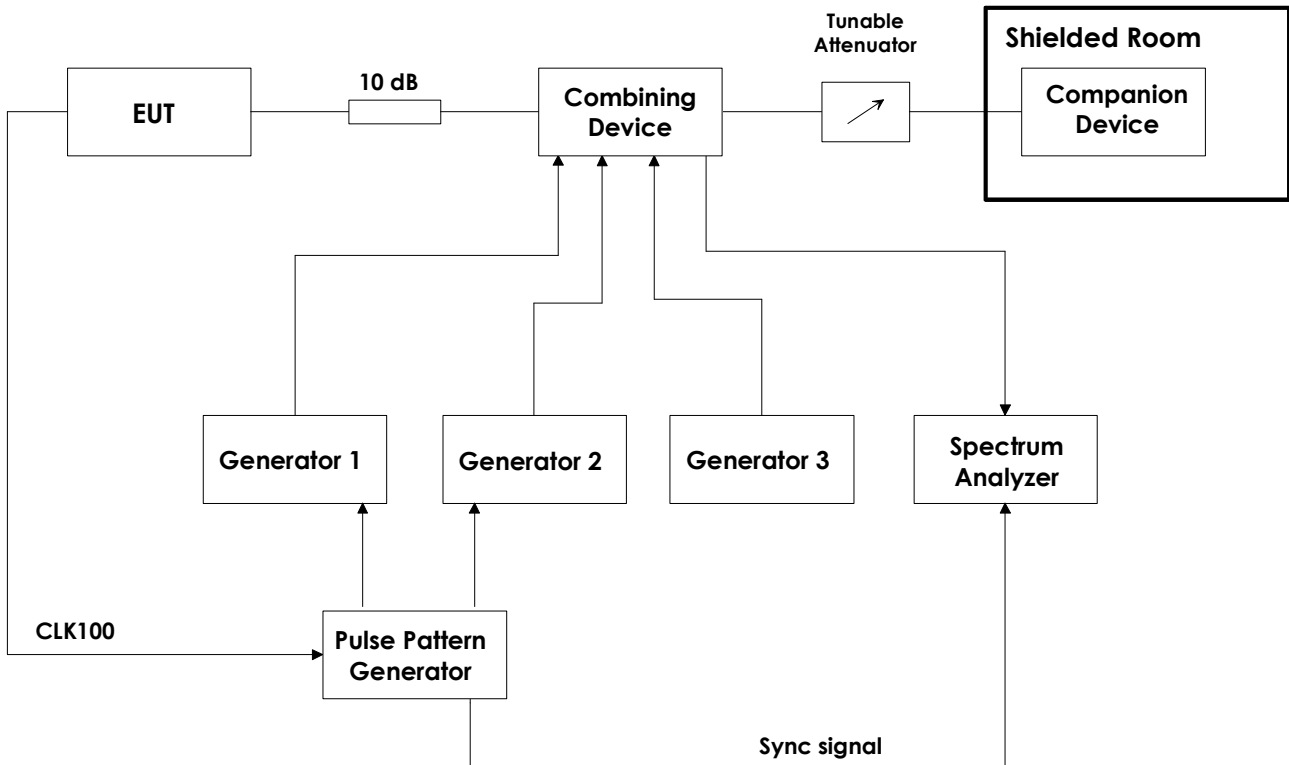 Tunable
Attenuator
Shielded Room
EUT
10 dB
Combining
Device
Companion
Device
Generator 1
Generator 2
Generator 3
Spectrum
Analyzer
CLK100
Pulse Pattern
Generator
Sync signal